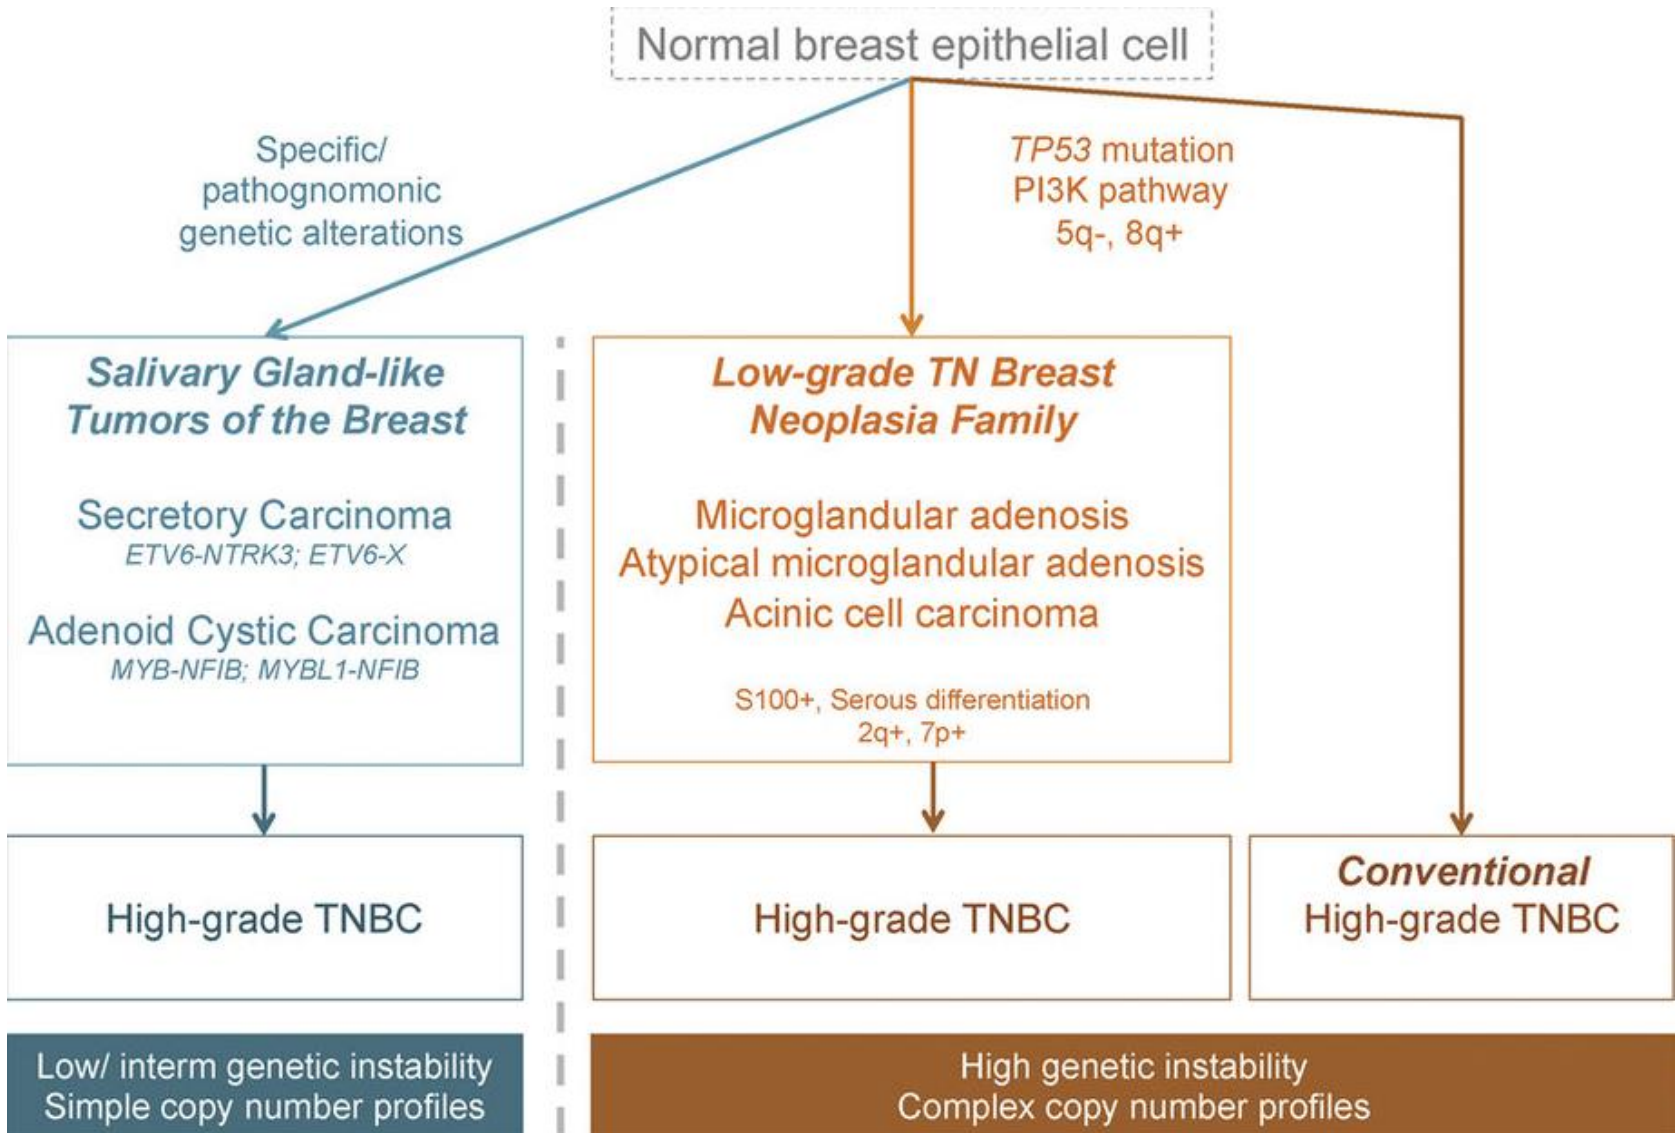 Normal breast epithelial cell
Specific/
pathognomonic
genetic alterations
TP53 mutation
PI3K pathway
5q-, 8q+
Salivary Gland-like
Tumors of the Breast
Secretory Carcinoma
ETV6-NTRK3; ETV6-X
Adenoid Cystic Carcinoma
MYB-NFIB; MYBL1-NFIB
Low-grade TN Breast
Neoplasia Family
Microglandular adenosis
Atypical microglandular adenosis
Acinic cell carcinoma
S100+, Serous differentiation
2q+, 7p+
High-grade TNBC
High-grade TNBC
Conventional
High-grade TNBC
Low/ interm genetic instability
Simple copy number profiles
High genetic instability
Complex copy number profiles